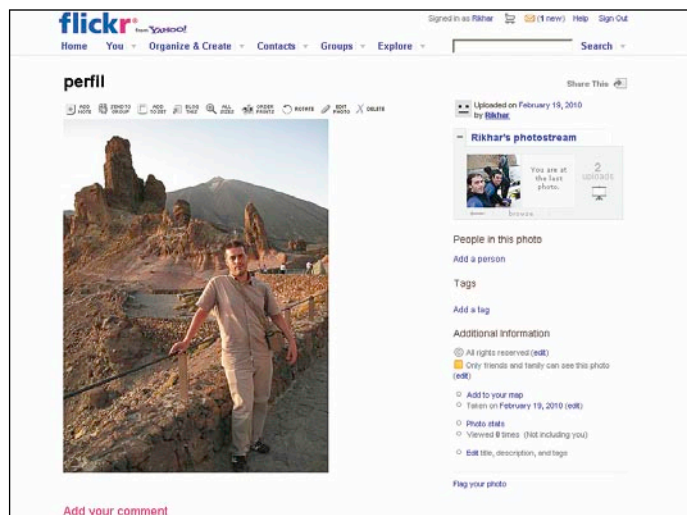 flickr from YAHOO!
Signed in as Rikhar (1 new) Help Sign Out
Home You Organize & Create Contacts Groups Explore Search
perfil
Share This
ADD NOTE SEND TO GROUP ADD TO SET BLOG THIS ALL SIZES ORDER PRINTS ROTATE EDIT PHOTO DELETE
Uploaded on February 19, 2010
by Rikhar
Rikhar's photostream
You are at the last photo.
2 uploads
browse
People in this photo
Add a person
Tags
Add a tag
Additional Information
© All rights reserved (edit)
Only friends and family can see this photo
(edit)
Add to your map
Taken on February 19, 2010 (edit)
Photo stats
Viewed 0 times (Not including you)
Edit title, description, and tags
Flag your photo
Add your comment